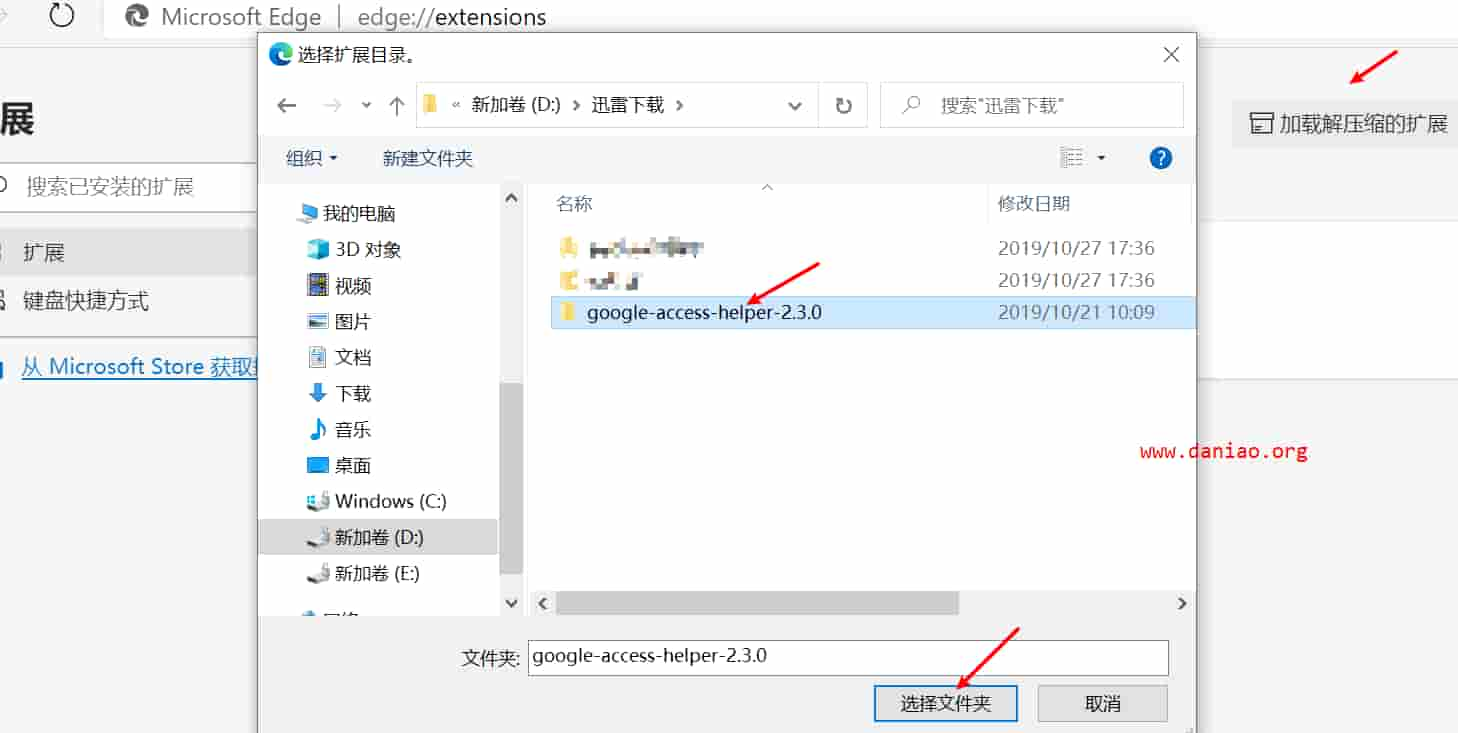 Microsoft Edge | edge://extensions
选择扩展目录。
« 新加卷 (D:) › 迅雷下载 ›
搜索"迅雷下载"
展
加载解压缩的扩展
组织
新建文件夹
搜索已安装的扩展
扩展
键盘快捷方式
从 Microsoft Store 获取
我的电脑
3D 对象
视频
图片
文档
下载
音乐
桌面
Windows (C:)
新加卷 (D:)
新加卷 (E:)
名称
修改日期
2019/10/27 17:36
2019/10/27 17:36
google-access-helper-2.3.0
2019/10/21 10:09
www.daniao.org
文件夹:
google-access-helper-2.3.0
选择文件夹
取消